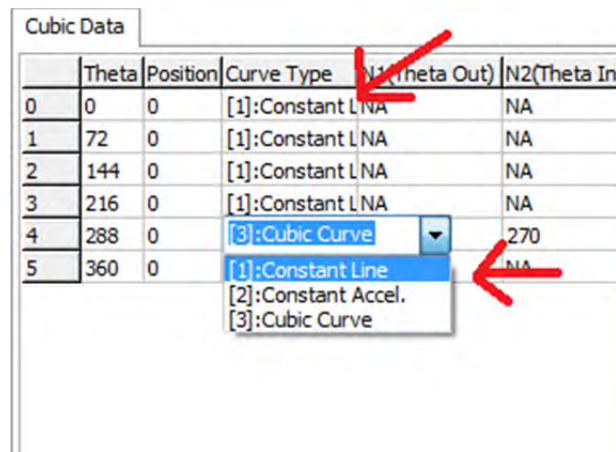 Cubic Data
Theta Position Curve Type N1(Theta Out) N2(Theta In
0 0 0 [1]:Constant L NA NA
1 72 0 [1]:Constant L NA NA
2 144 0 [1]:Constant L NA NA
3 216 0 [1]:Constant L NA NA
4 288 0 [3]:Cubic Curve 270
5 360 0 [1]:Constant Line NA
[2]:Constant Accel.
[3]:Cubic Curve